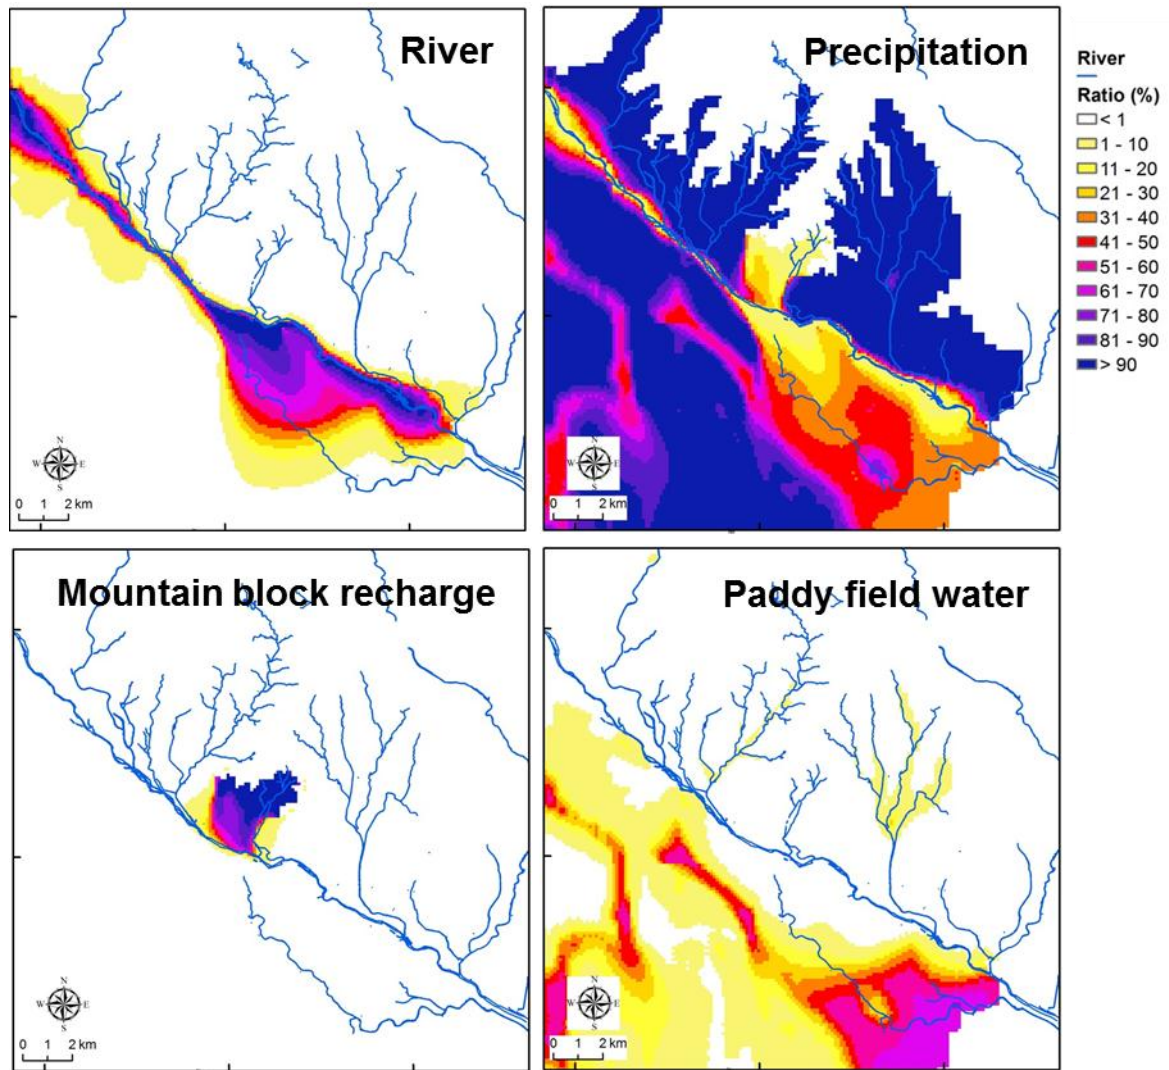 River
Precipitation
River
Ratio (%)
< 1
1 - 10
11 - 20
21 - 30
31 - 40
41 - 50
51 - 60
61 - 70
71 - 80
81 - 90
> 90
N
W E
S
0 1 2 km
N
W E
S
0 1 2 km
Mountain block recharge
Paddy field water
N
W E
S
0 1 2 km
N
W E
S
0 1 2 km